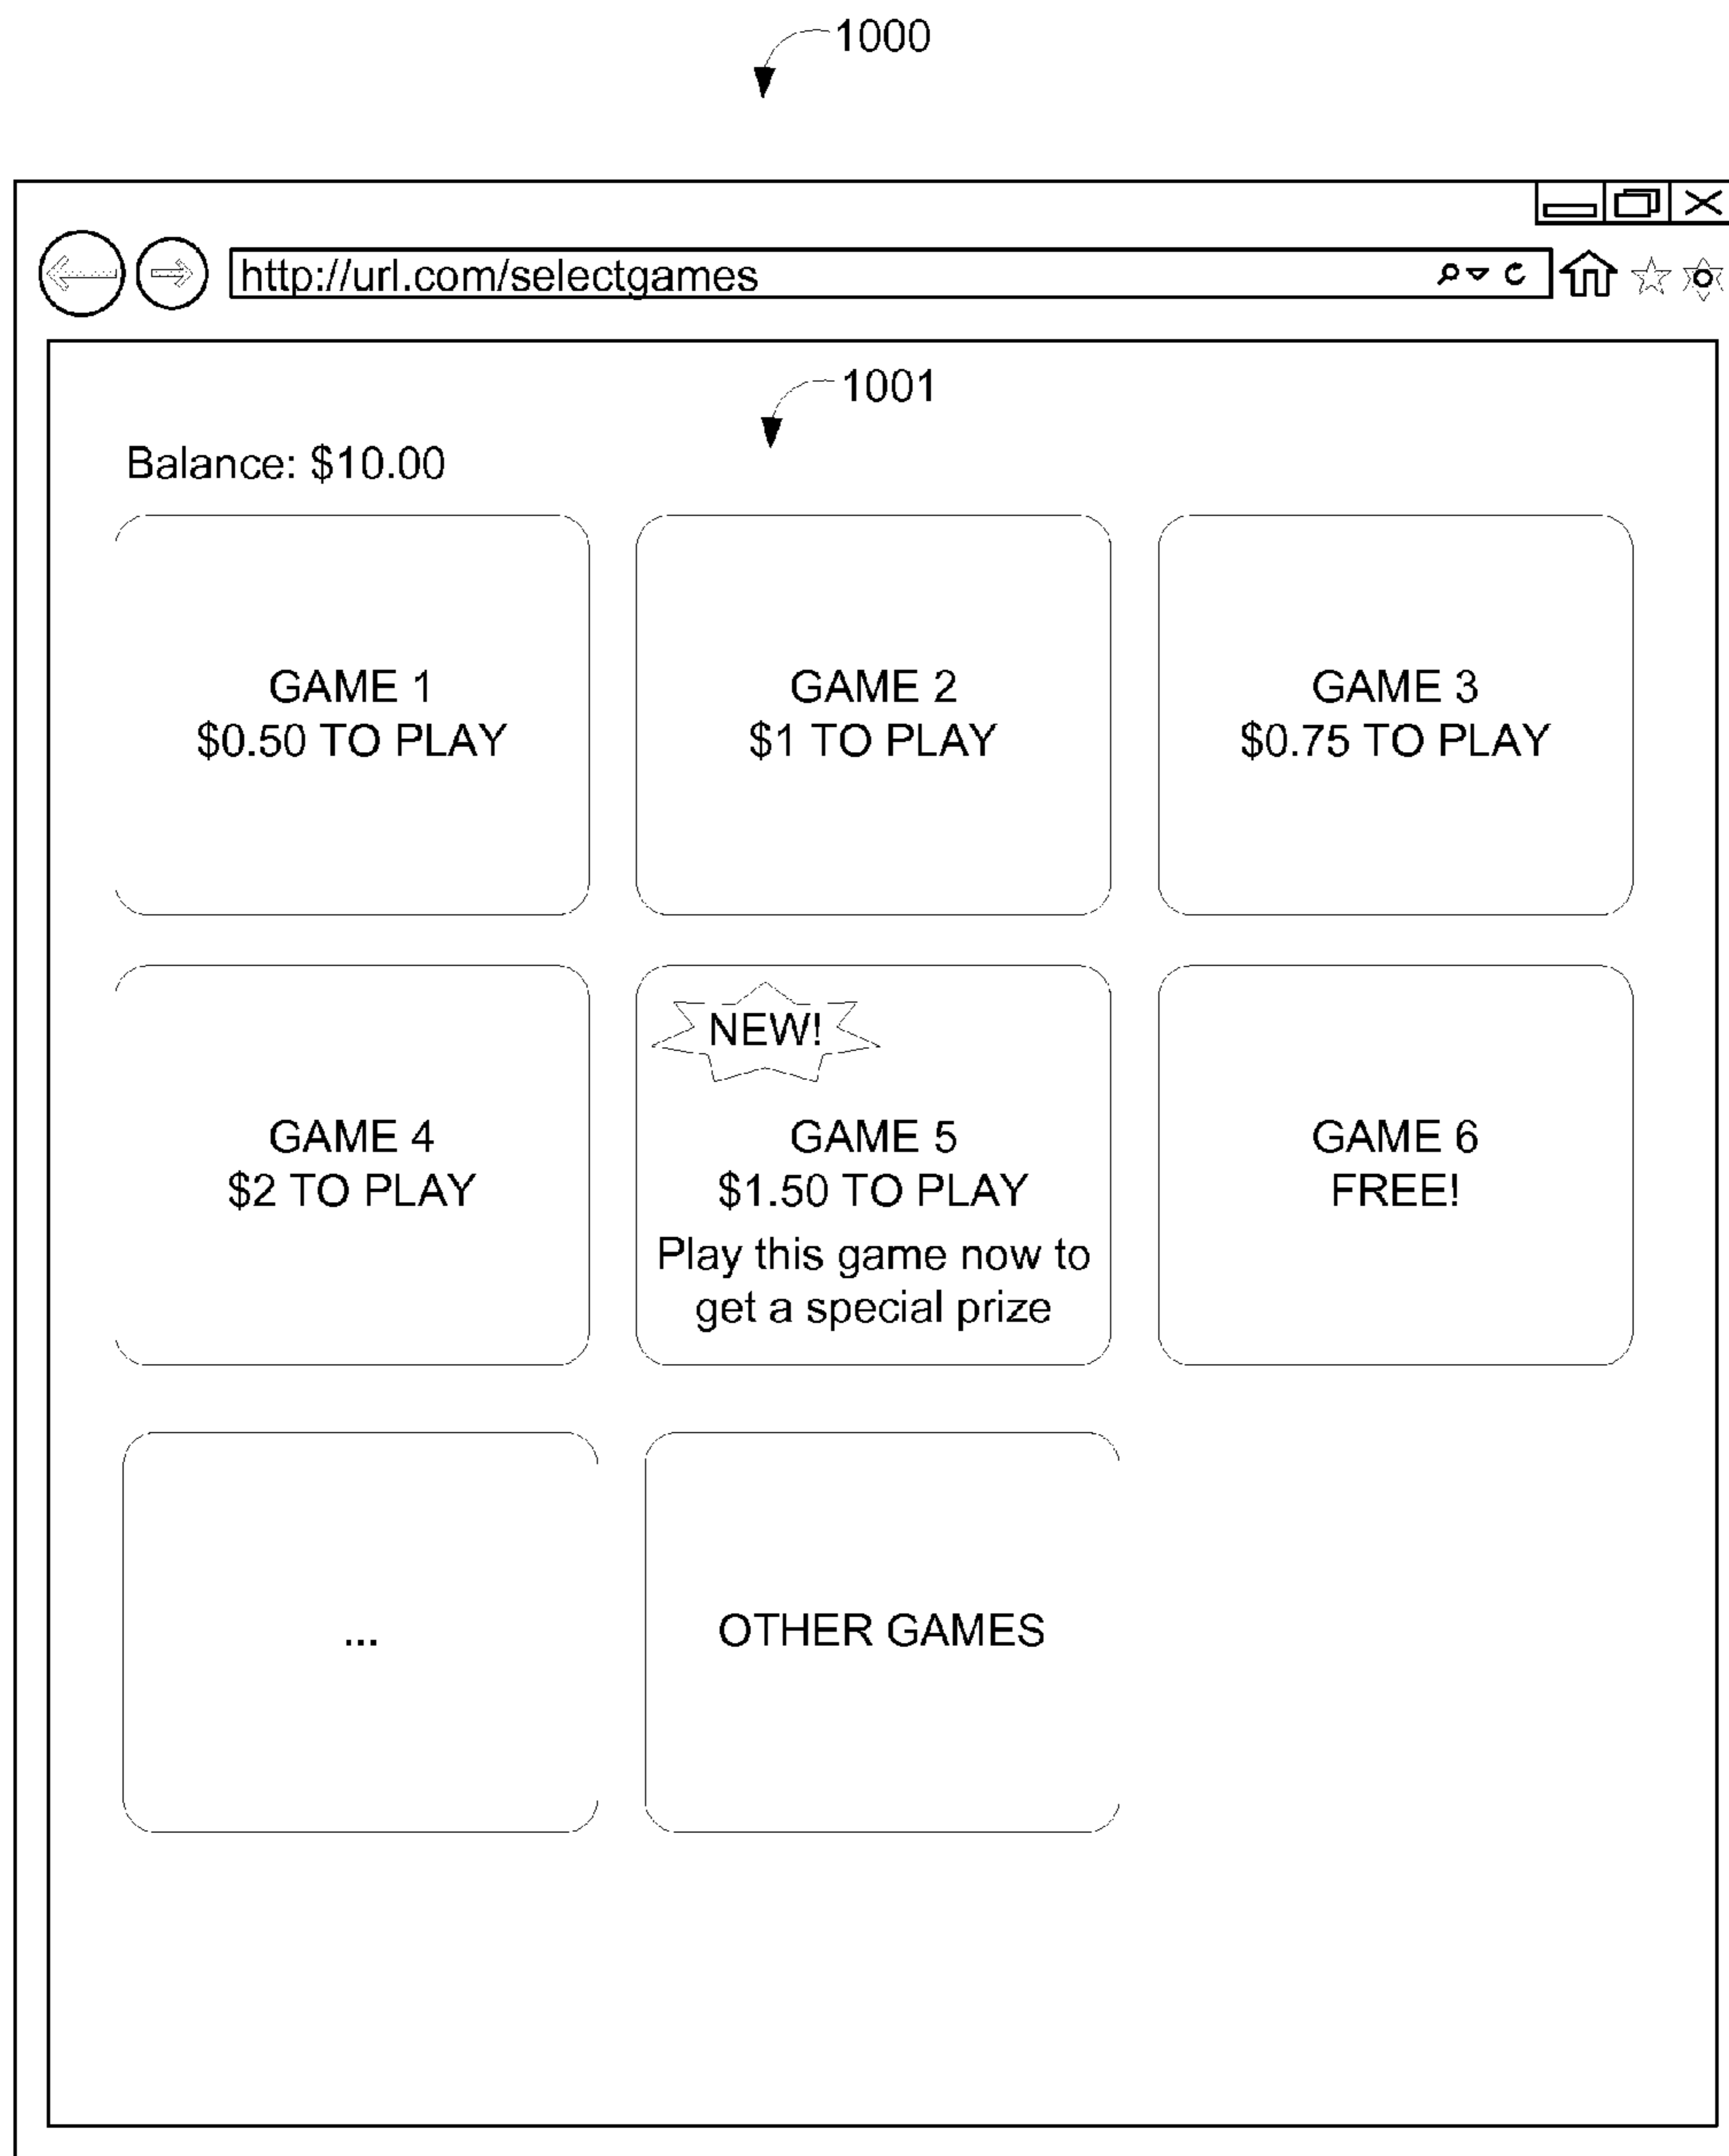 1000
http://url.com/selectgames
1001
Balance: $10.00
GAME 1
$0.50 TO PLAY
GAME 2
$1 TO PLAY
GAME 3
$0.75 TO PLAY
GAME 4
$2 TO PLAY
NEW!
GAME 5
$1.50 TO PLAY
Play this game now to
get a special prize
GAME 6
FREE!
...
OTHER GAMES